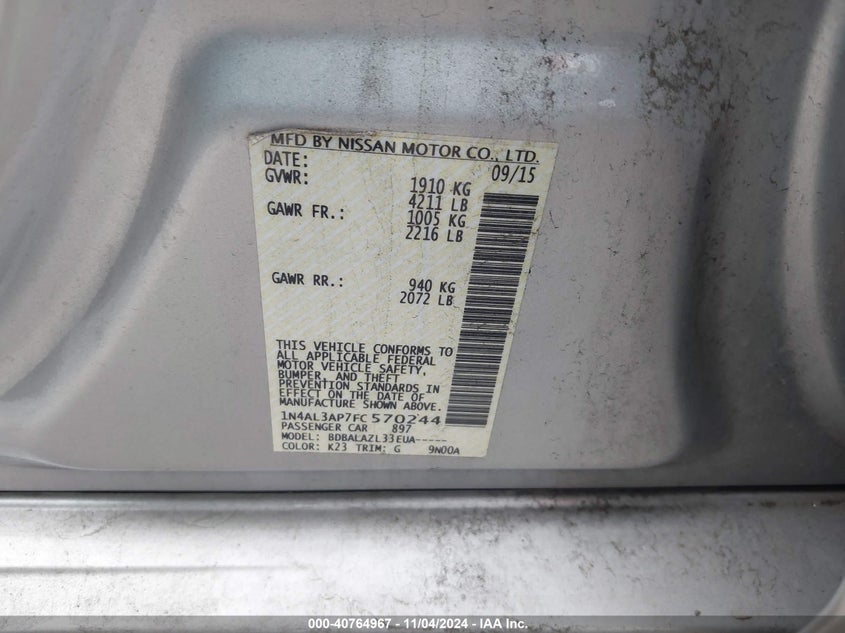 MFD BY NISSAN MOTOR CO., LTD.
DATE: 09/15
GVWR: 1910 KG
4211 LB
GAWR FR.: 1005 KG
2216 LB
GAWR RR.: 940 KG
2072 LB
THIS VEHICLE CONFORMS TO
ALL APPLICABLE FEDERAL
MOTOR VEHICLE SAFETY,
BUMPER, AND THEFT
PREVENTION STANDARDS IN
EFFECT ON THE DATE OF
MANUFACTURE SHOWN ABOVE.
1N4AL3AP7FC570244
PASSENGER CAR 897
MODEL: BDBALAZL33EUA-----
COLOR: K23 TRIM: G 9N00A
000-40764967 - 11/04/2024 - IAA Inc.